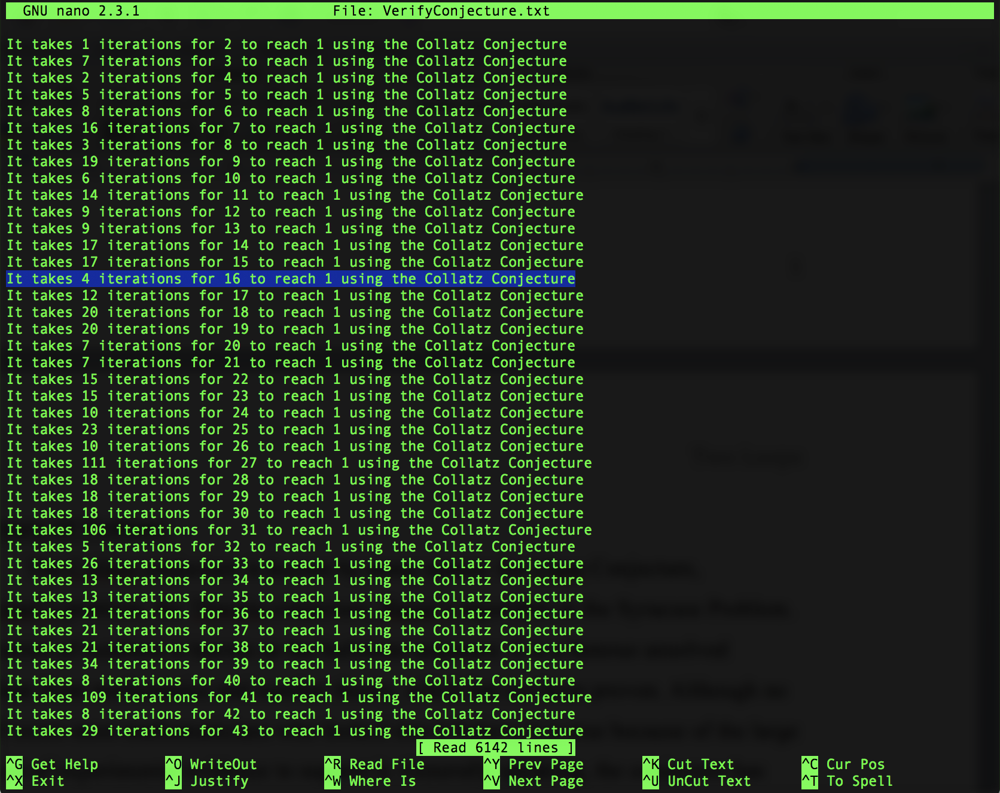 GNU nano 2.3.1 File: VerifyConjecture.txt
It takes 1 iterations for 2 to reach 1 using the Collatz Conjecture
It takes 7 iterations for 3 to reach 1 using the Collatz Conjecture
It takes 2 iterations for 4 to reach 1 using the Collatz Conjecture
It takes 5 iterations for 5 to reach 1 using the Collatz Conjecture
It takes 8 iterations for 6 to reach 1 using the Collatz Conjecture
It takes 16 iterations for 7 to reach 1 using the Collatz Conjecture
It takes 3 iterations for 8 to reach 1 using the Collatz Conjecture
It takes 19 iterations for 9 to reach 1 using the Collatz Conjecture
It takes 6 iterations for 10 to reach 1 using the Collatz Conjecture
It takes 14 iterations for 11 to reach 1 using the Collatz Conjecture
It takes 9 iterations for 12 to reach 1 using the Collatz Conjecture
It takes 9 iterations for 13 to reach 1 using the Collatz Conjecture
It takes 17 iterations for 14 to reach 1 using the Collatz Conjecture
It takes 17 iterations for 15 to reach 1 using the Collatz Conjecture
It takes 4 iterations for 16 to reach 1 using the Collatz Conjecture
It takes 12 iterations for 17 to reach 1 using the Collatz Conjecture
It takes 20 iterations for 18 to reach 1 using the Collatz Conjecture
It takes 20 iterations for 19 to reach 1 using the Collatz Conjecture
It takes 7 iterations for 20 to reach 1 using the Collatz Conjecture
It takes 7 iterations for 21 to reach 1 using the Collatz Conjecture
It takes 15 iterations for 22 to reach 1 using the Collatz Conjecture
It takes 15 iterations for 23 to reach 1 using the Collatz Conjecture
It takes 10 iterations for 24 to reach 1 using the Collatz Conjecture
It takes 23 iterations for 25 to reach 1 using the Collatz Conjecture
It takes 10 iterations for 26 to reach 1 using the Collatz Conjecture
It takes 111 iterations for 27 to reach 1 using the Collatz Conjecture
It takes 18 iterations for 28 to reach 1 using the Collatz Conjecture
It takes 18 iterations for 29 to reach 1 using the Collatz Conjecture
It takes 18 iterations for 30 to reach 1 using the Collatz Conjecture
It takes 106 iterations for 31 to reach 1 using the Collatz Conjecture
It takes 5 iterations for 32 to reach 1 using the Collatz Conjecture
It takes 26 iterations for 33 to reach 1 using the Collatz Conjecture
It takes 13 iterations for 34 to reach 1 using the Collatz Conjecture
It takes 13 iterations for 35 to reach 1 using the Collatz Conjecture
It takes 21 iterations for 36 to reach 1 using the Collatz Conjecture
It takes 21 iterations for 37 to reach 1 using the Collatz Conjecture
It takes 21 iterations for 38 to reach 1 using the Collatz Conjecture
It takes 34 iterations for 39 to reach 1 using the Collatz Conjecture
It takes 8 iterations for 40 to reach 1 using the Collatz Conjecture
It takes 109 iterations for 41 to reach 1 using the Collatz Conjecture
It takes 8 iterations for 42 to reach 1 using the Collatz Conjecture
It takes 29 iterations for 43 to reach 1 using the Collatz Conjecture
[ Read 6142 lines ]
^G Get Help ^O WriteOut ^R Read File ^Y Prev Page ^K Cut Text ^C Cur Pos
^X Exit ^J Justify ^W Where Is ^V Next Page ^U UnCut Text ^T To Spell